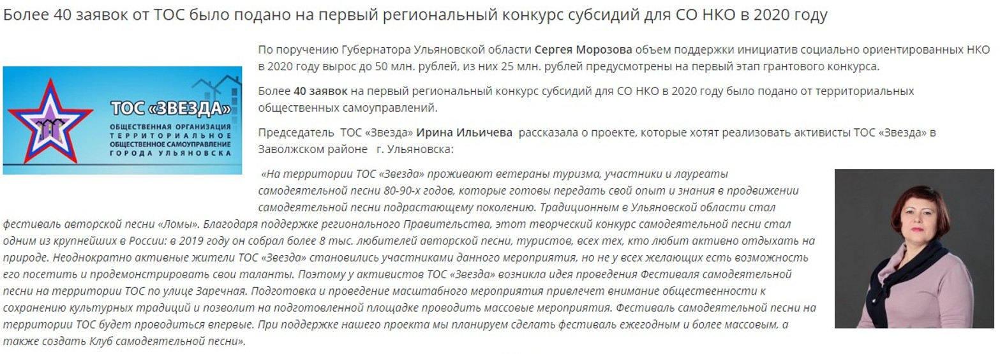 Более 40 заявок от ТОС было подано на первый региональный конкурс субсидий для СО НКО в 2020 году
По поручению Губернатора Ульяновской области Сергея Морозова объем поддержки инициатив социально ориентированных НКО
в 2020 году вырос до 50 млн. рублей, из них 25 млн. рублей предусмотрены на первый этап грантового конкурса.
ТОС «ЗВЕЗДА»
ОБЩЕСТВЕННАЯ ОРГАНИЗАЦИЯ
ТЕРРИТОРИАЛЬНОЕ
ОБЩЕСТВЕННОЕ САМОУПРАВЛЕНИЕ
ГОРОДА УЛЬЯНОВСКА
Более 40 заявок на первый региональный конкурс субсидий для СО НКО в 2020 году было подано от территориальных
общественных самоуправлений.
Председатель ТОС «Звезда» Ирина Ильичева рассказала о проекте, которые хотят реализовать активисты ТОС «Звезда» в
Заволжском районе г. Ульяновска:
«На территории ТОС «Звезда» проживают ветераны туризма, участники и лауреаты
самодеятельной песни 80-90-х годов, которые готовы передать свой опыт и знания в продвижении
самодеятельной песни подрастающему поколению. Традиционным в Ульяновской области стал
фестиваль авторской песни «Ломы». Благодаря поддержке регионального Правительства, этот творческий конкурс самодеятельной песни стал
одним из крупнейших в России: в 2019 году он собрал более 8 тыс. любителей авторской песни, туристов, всех тех, кто любит активно отдыхать на
природе. Неоднократно активные жители ТОС «Звезда» становились участниками данного мероприятия, но не у всех желающих есть возможность
его посетить и продемонстрировать свои таланты. Поэтому у активистов ТОС «Звезда» возникла идея проведения Фестиваля самодеятельной
песни на территории ТОС по улице Заречная. Подготовка и проведение масштабного мероприятия привлечет внимание общественности к
сохранению культурных традиций и позволит на подготовленной площадке проводить массовые мероприятия. Фестиваль самодеятельной песни на
территории ТОС будет проводиться впервые. При поддержке нашего проекта мы планируем сделать фестиваль ежегодным и более массовым, а
также создать Клуб самодеятельной песни».